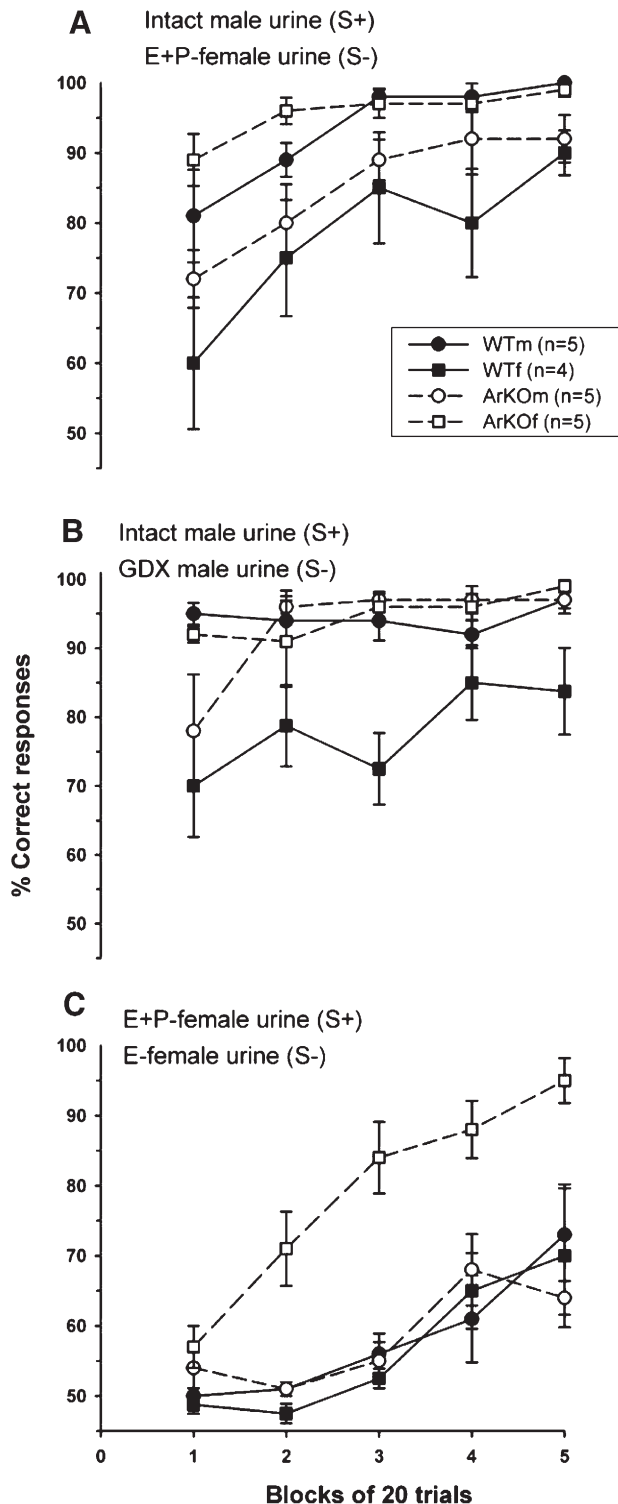 A
Intact male urine (S+)
E+P-female urine (S-)
100
90
80
70
60
50
WTm (n=5)
WTf (n=4)
ArKOm (n=5)
ArKOf (n=5)
B
Intact male urine (S+)
GDX male urine (S-)
100
90
80
70
60
50
% Correct responses
C
E+P-female urine (S+)
E-female urine (S-)
100
90
80
70
60
50
0 1 2 3 4 5
Blocks of 20 trials